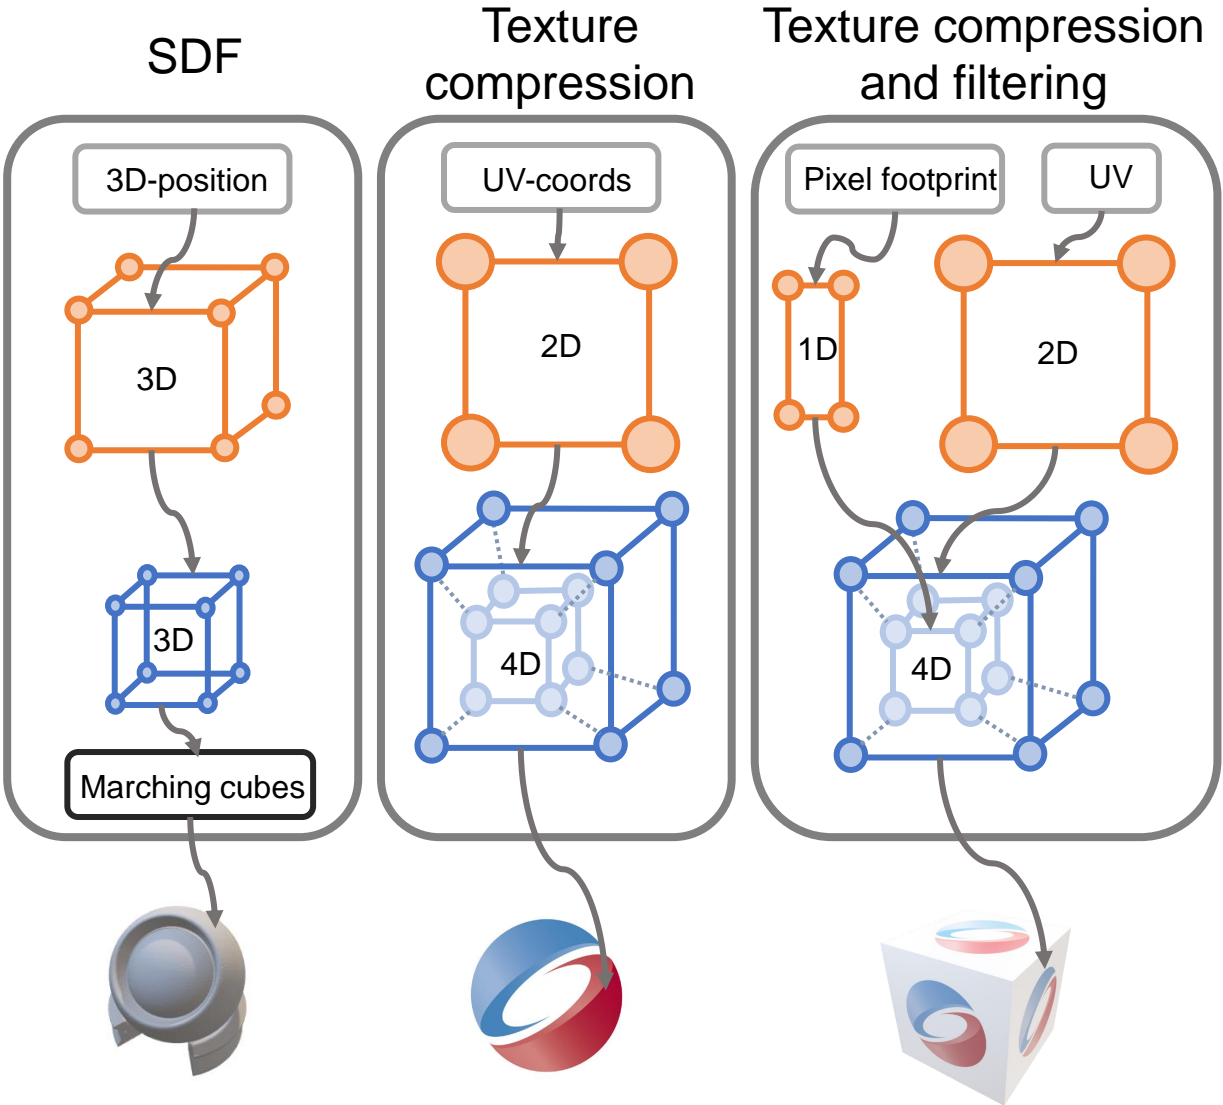 SDF
3D-position
3D
3D
Marching cubes
Texture
compression
UV-coords
2D
4D
Texture compression
and filtering
Pixel footprint
UV
1D
2D
4D